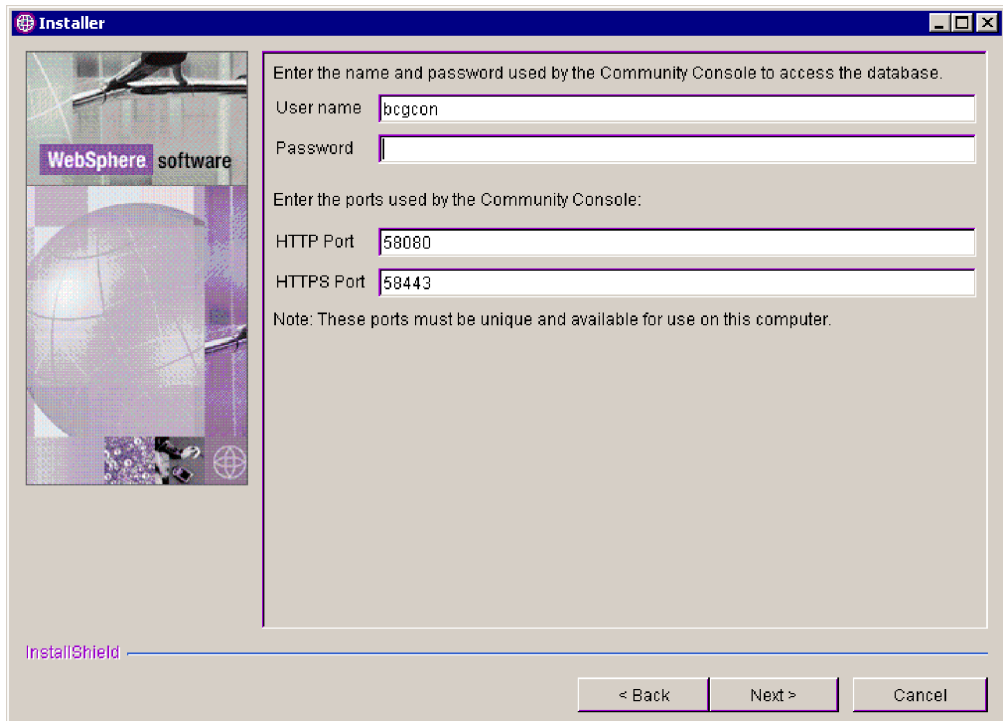 Installer
Enter the name and password used by the Community Console to access the database.
User name bcgcon
Password
WebSphere software
Enter the ports used by the Community Console:
HTTP Port 58080
HTTPS Port 58443
Note: These ports must be unique and available for use on this computer.
InstallShield
< Back Next > Cancel